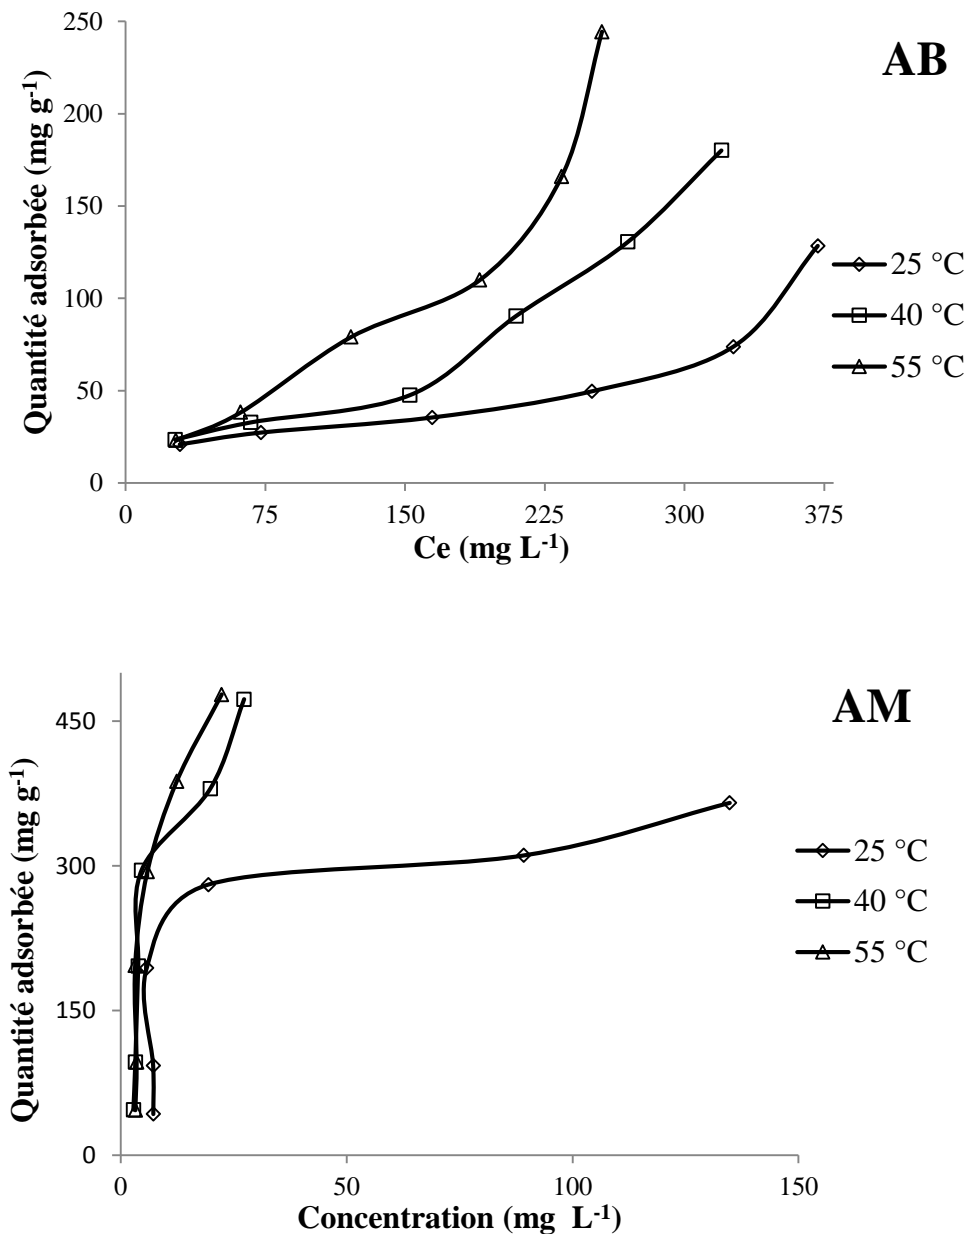 AB
Quantité adsorbée (mg g-1)
250
200
150
100
50
0
0 75 150 225 300 375
Ce (mg L-1)
25 °C
40 °C
55 °C
AM
Quantité adsorbée (mg g-1)
450
300
150
0
0 50 100 150
Concentration (mg L-1)
25 °C
40 °C
55 °C